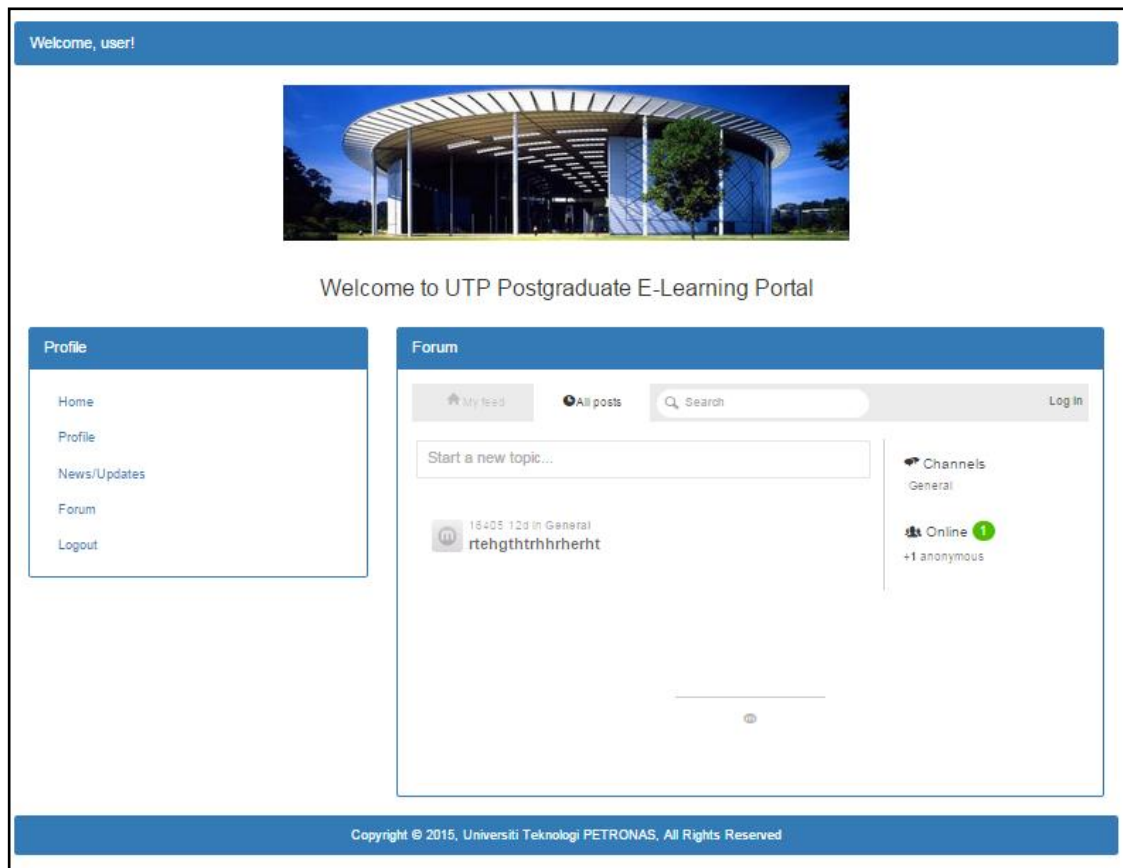 Welcome, user!
Welcome to UTP Postgraduate E-Learning Portal
Profile
Home
Profile
News/Updates
Forum
Logout
Forum
My feed
All posts
Search
Log in
Start a new topic...
16405 12d in General
rtehgthtrhhrherht
Channels
General
Online 1
+1 anonymous
Copyright © 2015, Universiti Teknologi PETRONAS, All Rights Reserved